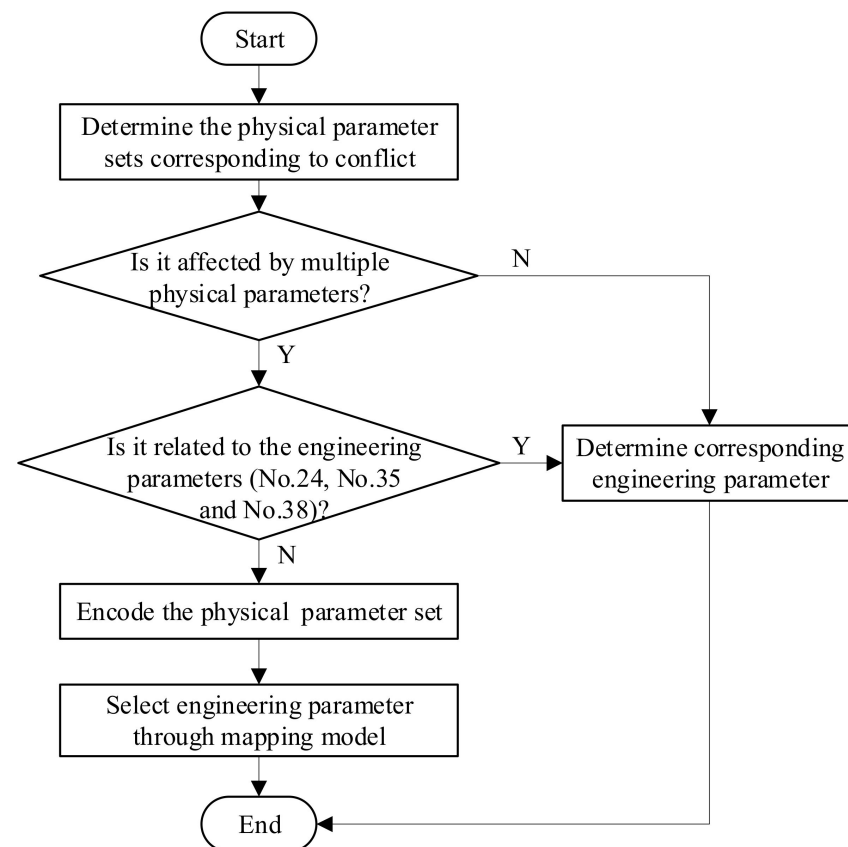 Start
Determine the physical parameter
sets corresponding to conflict
Is it affected by multiple
physical parameters?
N
Y
Is it related to the engineering
parameters (No.24, No.35
and No.38)?
Y
Determine corresponding
engineering parameter
N
Encode the physical parameter set
Select engineering parameter
through mapping model
End